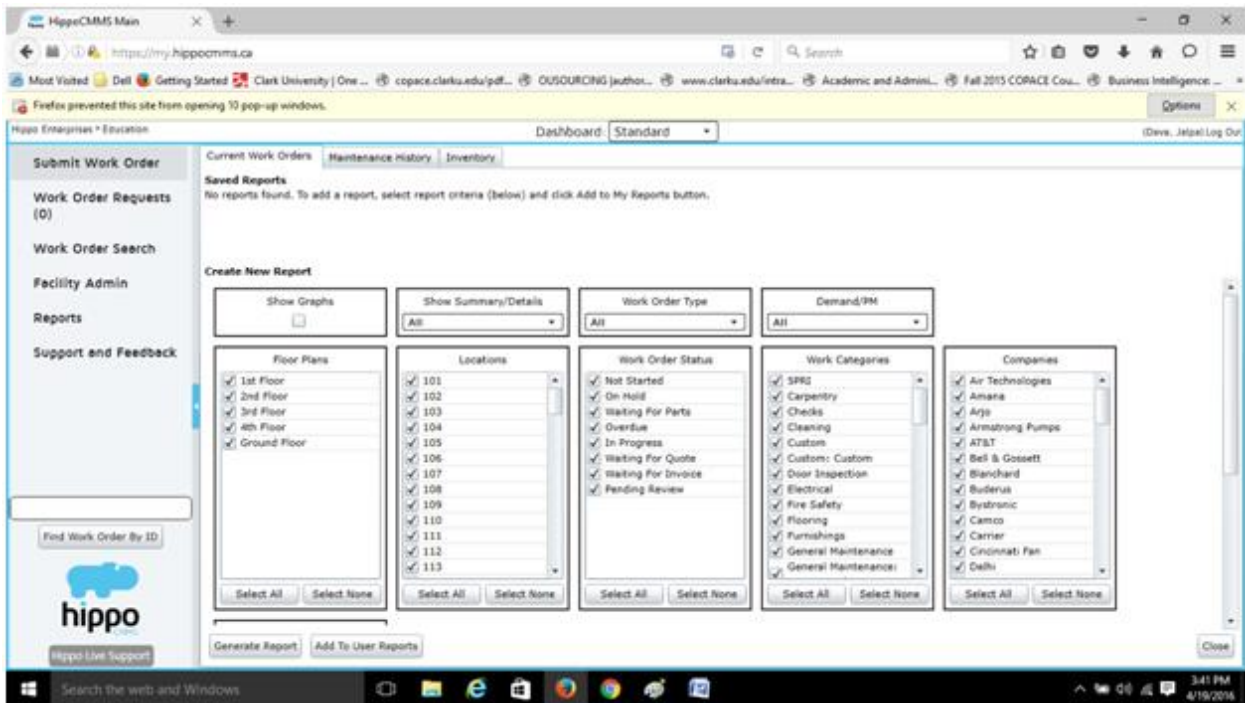 HippoCMMS Main
https://my.hippocmms.ca
Search
Most Visited Dell Getting Started Clark University | One ... copace.clarku.edu/pdf... OUSOURCING |author... www.clarku.edu/intra... Academic and Admini... Fall 2015 COPACE Cou... Business Intelligence: ...
Firefox prevented this site from opening 10 pop-up windows.
Options
Hippo Enterprises > Education
Dashboard: Standard
(Dave, Jalpa) Log Out
Submit Work Order
Work Order Requests
(0)
Work Order Search
Facility Admin
Reports
Support and Feedback
Find Work Order By ID
hippo
CMMS
Hippo Live Support
Current Work Orders Maintenance History Inventory
Saved Reports
No reports found. To add a report, select report criteria (below) and click Add to My Reports button.
Create New Report
Show Graphs
Show Summary/Details
All
Work Order Type
All
Demand/PM
All
Floor Plans
1st Floor
2nd Floor
3rd Floor
4th Floor
Ground Floor
Select All Select None
Locations
101
102
103
104
105
106
107
108
109
110
111
112
113
Select All Select None
Work Order Status
Not Started
On Hold
Waiting For Parts
Overdue
In Progress
Waiting For Quote
Waiting For Invoice
Pending Review
Select All Select None
Work Categories
SPRI
Carpentry
Checks
Cleaning
Custom
Custom: Custom
Door Inspection
Electrical
Fire Safety
Flooring
Furnishings
General Maintenance
General Maintenance:
Select All Select None
Companies
Air Technologies
Amana
Arjo
Armstrong Pumps
AT&T
Bell & Gossett
Blanchard
Buderus
Bystronic
Camco
Carrier
Cincinnati Fan
Delhi
Select All Select None
Generate Report Add To User Reports
Close
Search the web and Windows
3:41 PM
4/19/2016